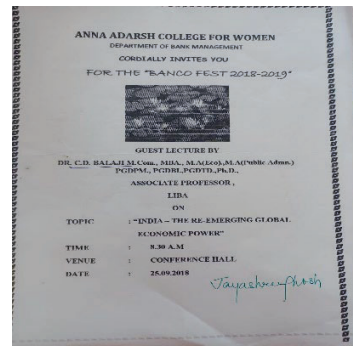 ANNA ADARSH COLLEGE FOR WOMEN
DEPARTMENT OF BANK MANAGEMENT
CORDIALLY INVITES YOU
FOR THE "BANCO FEST 2018-2019"
GUEST LECTURE BY
DR. C.D. BALAJI M.Com., MBA., M.A(Eco).,M.A(Public Admn.)
PGDPM., PGDBI.,PGDTD.,Ph.D.,
ASSOCIATE PROFESSOR ,
LIBA
ON
TOPIC : "INDIA – THE RE-EMERGING GLOBAL
ECONOMIC POWER"
TIME : 8.30 A.M
VENUE : CONFERENCE HALL
DATE : 25.09.2018